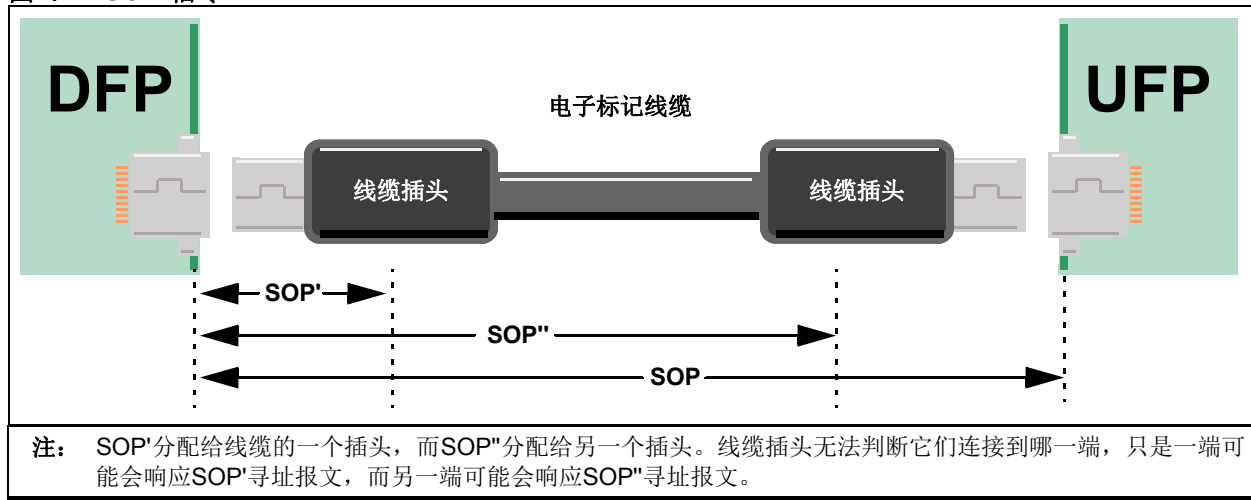 DFP
UFP
电子标记线缆
线缆插头
线缆插头
SOP'
SOP"
SOP
注： SOP'分配给线缆的一个插头，而SOP"分配给另一个插头。线缆插头无法判断它们连接到哪一端，只是一端可
能会响应SOP'寻址报文，而另一端可能会响应SOP"寻址报文。